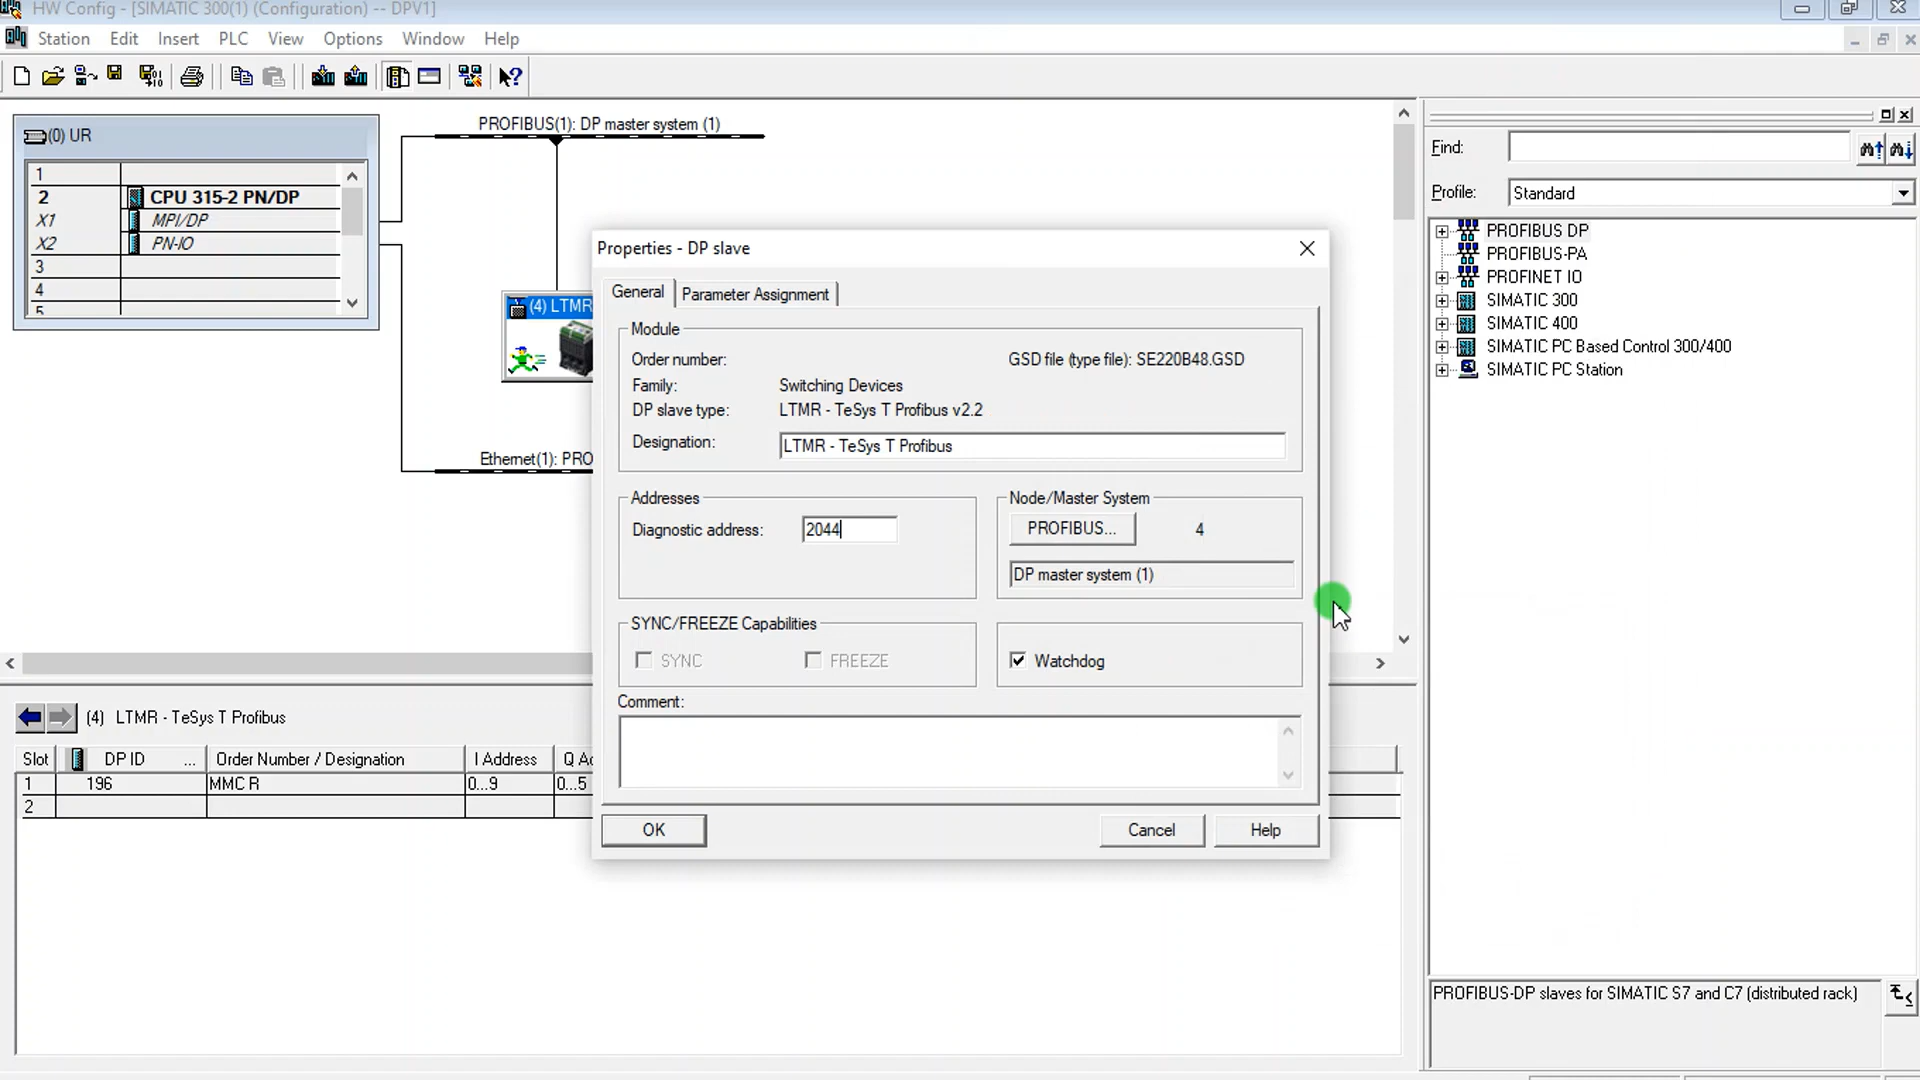 HW Config - [SIMATIC 300(1) (Configuration) -- DPV1]
Station Edit Insert PLC View Options Window Help
(0) UR
1
2 CPU 315-2 PN/DP
X1 MPI/DP
X2 PN-IO
3
4
5
PROFIBUS(1): DP master system (1)
(4) LTMR
Ethernet(1): PRO
Properties - DP slave
General Parameter Assignment
Module
Order number: GSD file (type file): SE220B48.GSD
Family: Switching Devices
DP slave type: LTMR - TeSys T Profibus v2.2
Designation: LTMR - TeSys T Profibus
Addresses
Diagnostic address: 2044
Node/Master System
PROFIBUS... 4
DP master system (1)
SYNC/FREEZE Capabilities
SYNC FREEZE
Watchdog
Comment:
OK Cancel Help
(4) LTMR - TeSys T Profibus
Slot DP ID ... Order Number / Designation I Address Q Ad
1 196 MMC R 0...9 0...5
2
Find:
Profile: Standard
PROFIBUS DP
PROFIBUS-PA
PROFINET IO
SIMATIC 300
SIMATIC 400
SIMATIC PC Based Control 300/400
SIMATIC PC Station
PROFIBUS-DP slaves for SIMATIC S7 and C7 (distributed rack)